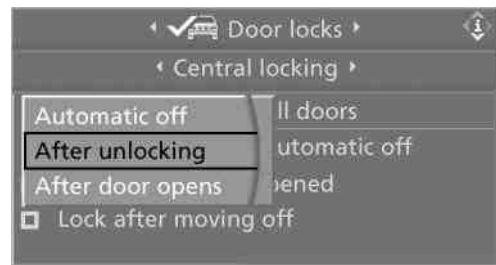 Door locks
Central locking
Automatic off ll doors
After unlocking utomatic off
After door opens pened
Lock after moving off